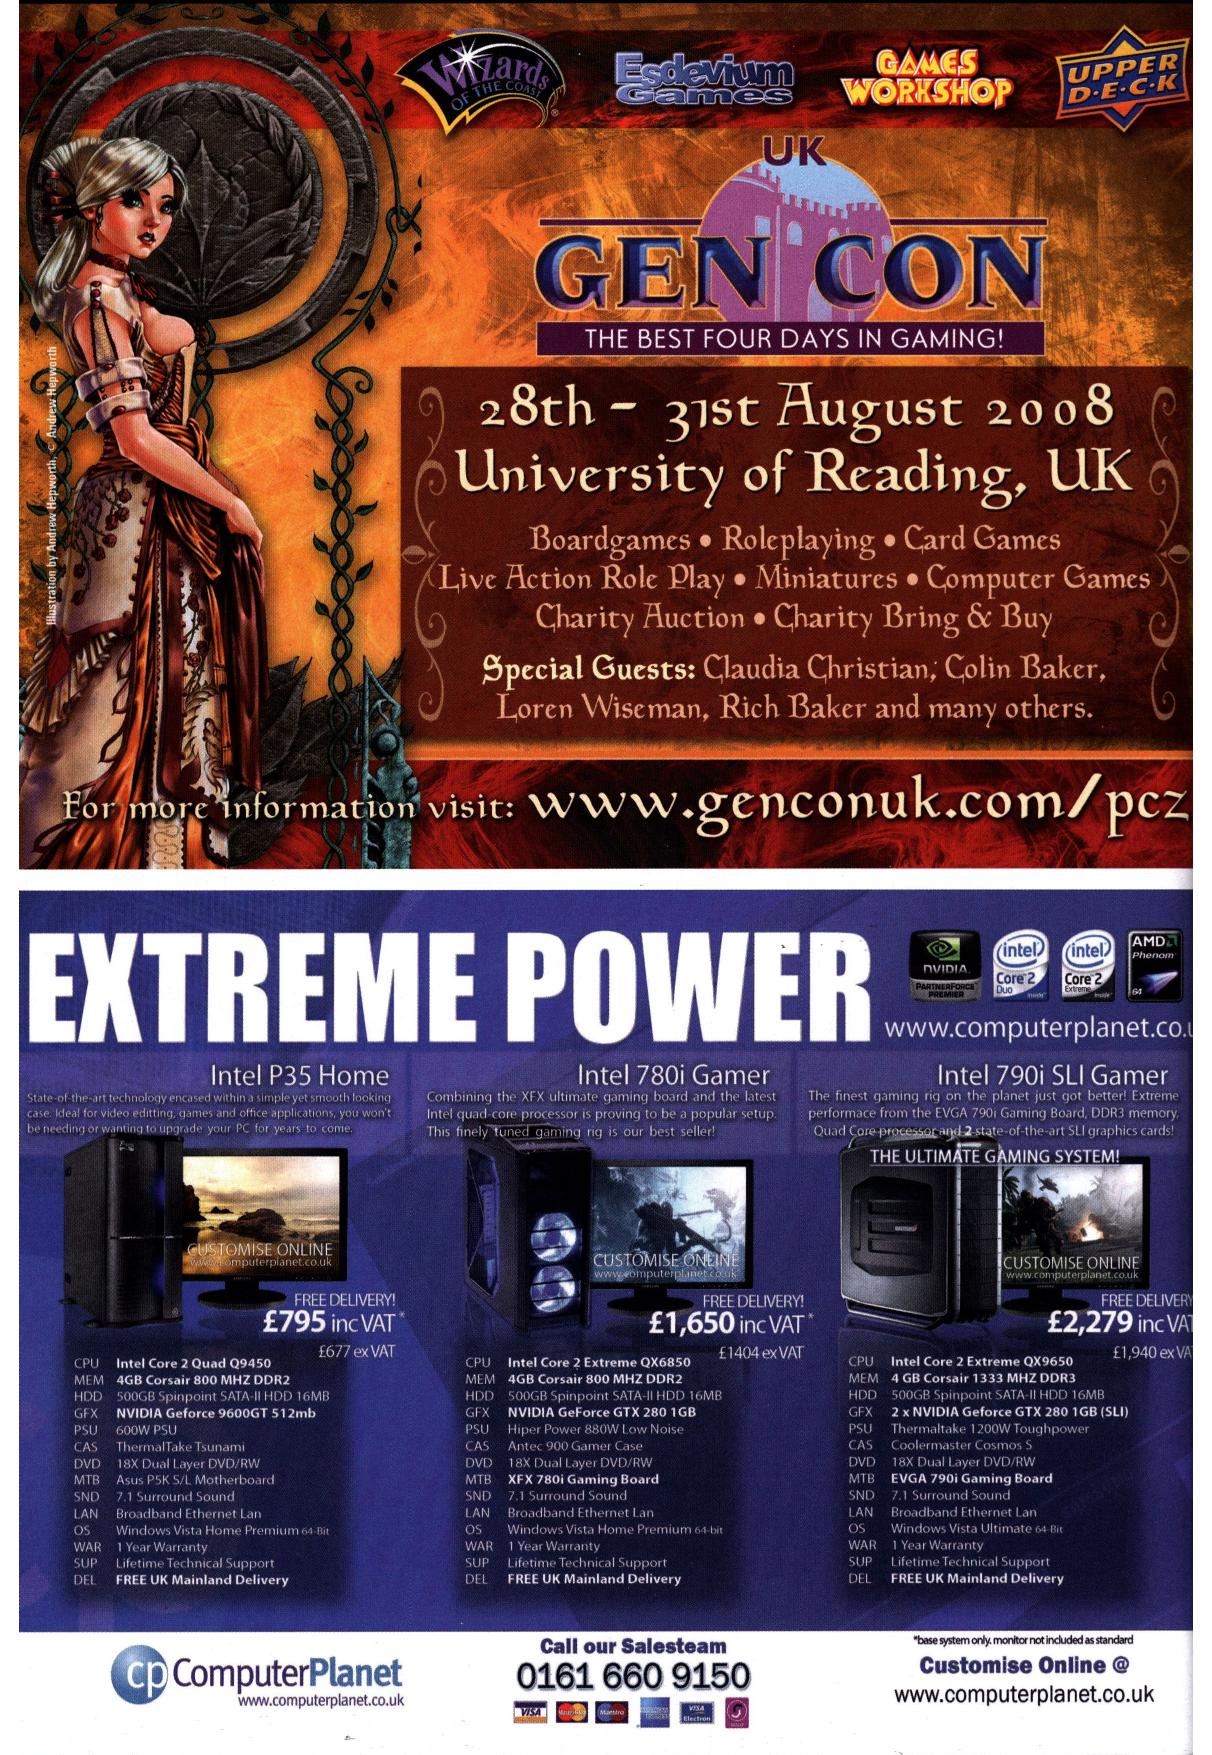 Wizards
OF THE COAST
Esdevium
Games
GAMES
WORKSHOP
UPPER
D·E·C·K
UK
GEN CON
THE BEST FOUR DAYS IN GAMING!
28th - 31st August 2008
University of Reading, UK
Boardgames • Roleplaying • Card Games
Live Action Role Play • Miniatures • Computer Games
Charity Auction • Charity Bring & Buy
Special Guests: Claudia Christian, Colin Baker,
Loren Wiseman, Rich Baker and many others.
Illustration by Andrew Hepworth. © Andrew Hepworth
For more information visit: www.genconuk.com/pcz
EXTREME POWER
NVIDIA.
PARTNERFORCE
PREMIER
intel
Core 2
Duo
inside
intel
Core 2
Extreme
inside
AMD
Phenom
64
www.computerplanet.co.u
Intel P35 Home
State-of-the-art technology encased within a simple yet smooth looking
case. Ideal for video editting, games and office applications, you won't
be needing or wanting to upgrade your PC for years to come.
CUSTOMISE ONLINE
www.computerplanet.co.uk
FREE DELIVERY!
£795 inc VAT*
£677 ex VAT
CPU Intel Core 2 Quad Q9450
MEM 4GB Corsair 800 MHZ DDR2
HDD 500GB Spinpoint SATA-II HDD 16MB
GFX NVIDIA Geforce 9600GT 512mb
PSU 600W PSU
CAS ThermalTake Tsunami
DVD 18X Dual Layer DVD/RW
MTB Asus P5K S/L Motherboard
SND 7.1 Surround Sound
LAN Broadband Ethernet Lan
OS Windows Vista Home Premium 64-Bit
WAR 1 Year Warranty
SUP Lifetime Technical Support
DEL FREE UK Mainland Delivery
Intel 780i Gamer
Combining the XFX ultimate gaming board and the latest
Intel quad-core processor is proving to be a popular setup.
This finely tuned gaming rig is our best seller!
CUSTOMISE ONLINE
www.computerplanet.co.uk
FREE DELIVERY!
£1,650 inc VAT*
£1404 ex VAT
CPU Intel Core 2 Extreme QX6850
MEM 4GB Corsair 800 MHZ DDR2
HDD 500GB Spinpoint SATA-II HDD 16MB
GFX NVIDIA GeForce GTX 280 1GB
PSU Hiper Power 880W Low Noise
CAS Antec 900 Gamer Case
DVD 18X Dual Layer DVD/RW
MTB XFX 780i Gaming Board
SND 7.1 Surround Sound
LAN Broadband Ethernet Lan
OS Windows Vista Home Premium 64-bit
WAR 1 Year Warranty
SUP Lifetime Technical Support
DEL FREE UK Mainland Delivery
Intel 790i SLI Gamer
The finest gaming rig on the planet just got better! Extreme
performace from the EVGA 790i Gaming Board, DDR3 memory,
Quad Core processor and 2 state-of-the-art SLI graphics cards!
THE ULTIMATE GAMING SYSTEM!
CUSTOMISE ONLINE
www.computerplanet.co.uk
FREE DELIVERY
£2,279 inc VAT
£1,940 ex VA
CPU Intel Core 2 Extreme QX9650
MEM 4 GB Corsair 1333 MHZ DDR3
HDD 500GB Spinpoint SATA-II HDD 16MB
GFX 2 x NVIDIA Geforce GTX 280 1GB (SLI)
PSU Thermaltake 1200W Toughpower
CAS Coolermaster Cosmos S
DVD 18X Dual Layer DVD/RW
MTB EVGA 790i Gaming Board
SND 7.1 Surround Sound
LAN Broadband Ethernet Lan
OS Windows Vista Ultimate 64-Bit
WAR 1 Year Warranty
SUP Lifetime Technical Support
DEL FREE UK Mainland Delivery
cp ComputerPlanet
www.computerplanet.co.uk
Call our Salesteam
0161 660 9150
VISA
MasterCard
Maestro
VISA
Electron
*base system only. monitor not included as standard
Customise Online @
www.computerplanet.co.uk